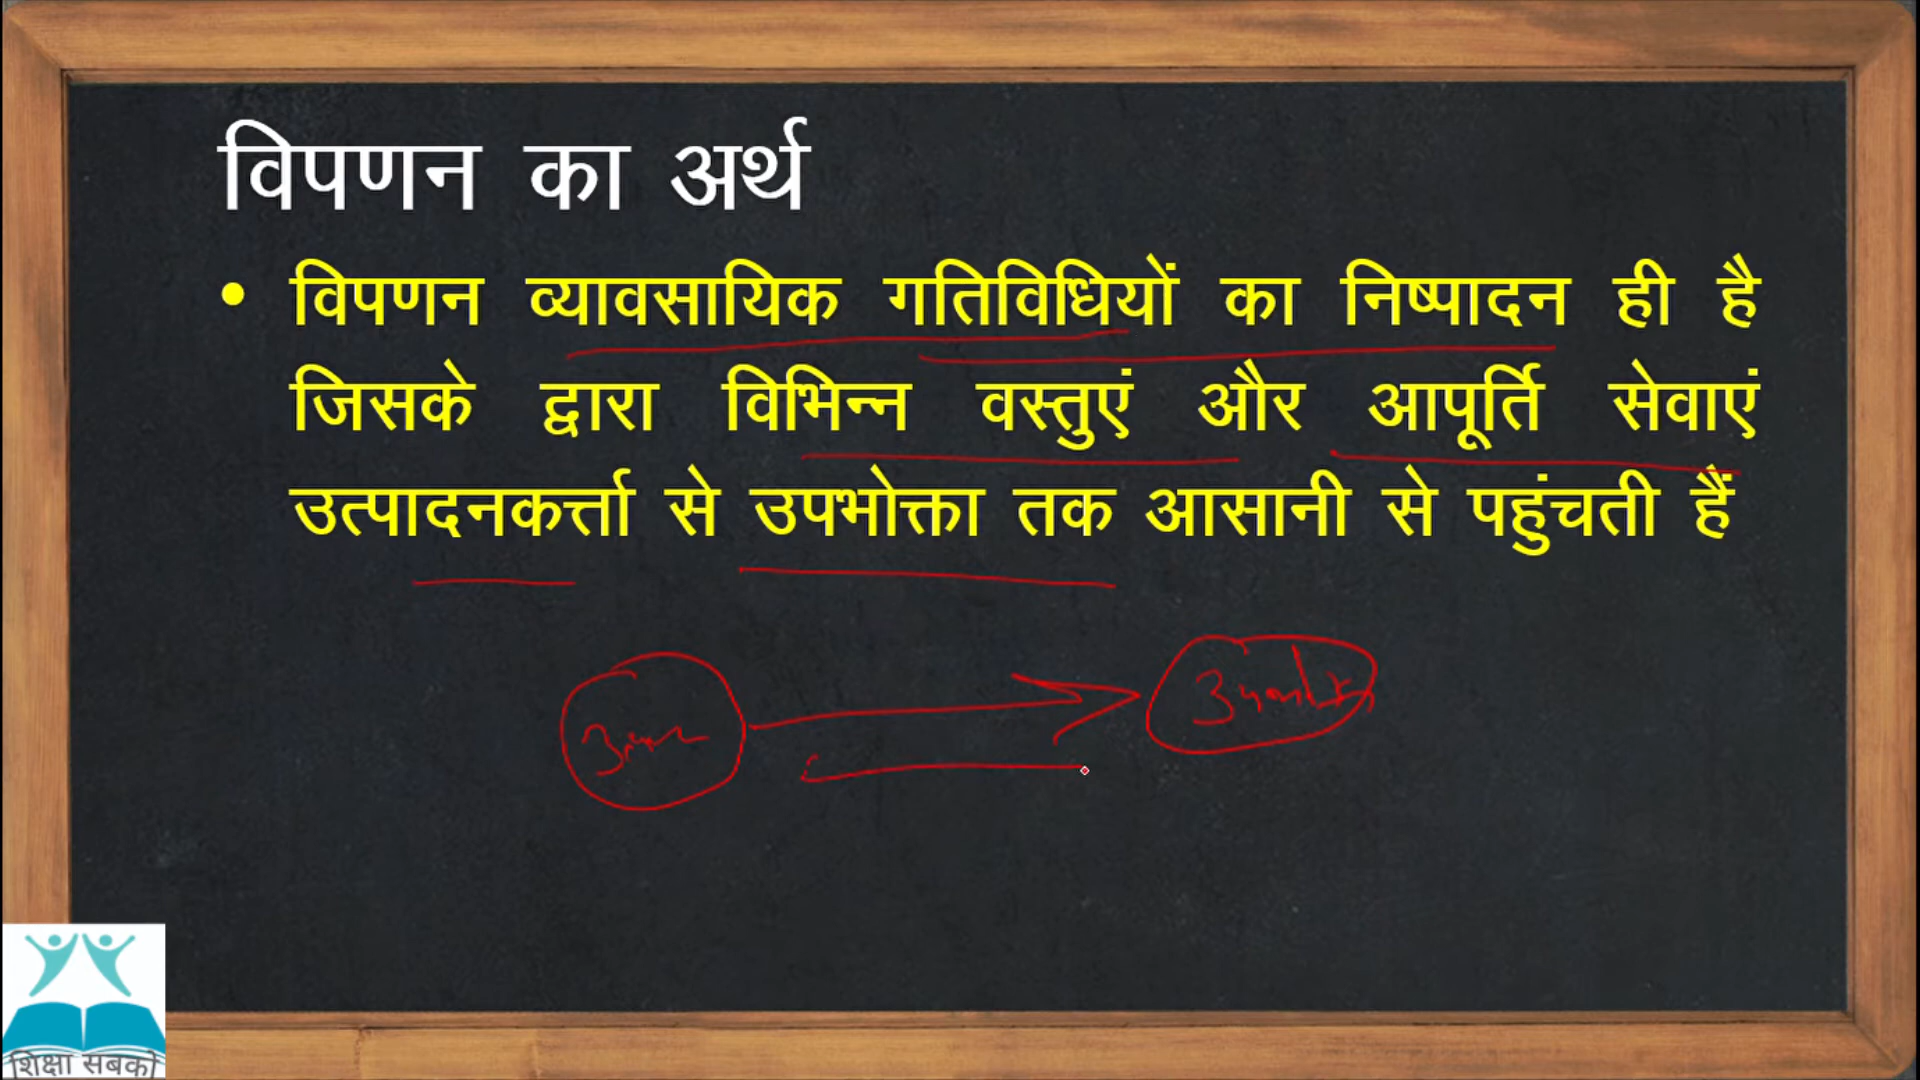 विपणन का अर्थ
• विपणन व्यावसायिक गतिविधियों का निष्पादन ही है
जिसके द्वारा विभिन्न वस्तुएं और आपूर्ति सेवाएं
उत्पादनकर्त्ता से उपभोक्ता तक आसानी से पहुंचती हैं
शिक्षा सबको